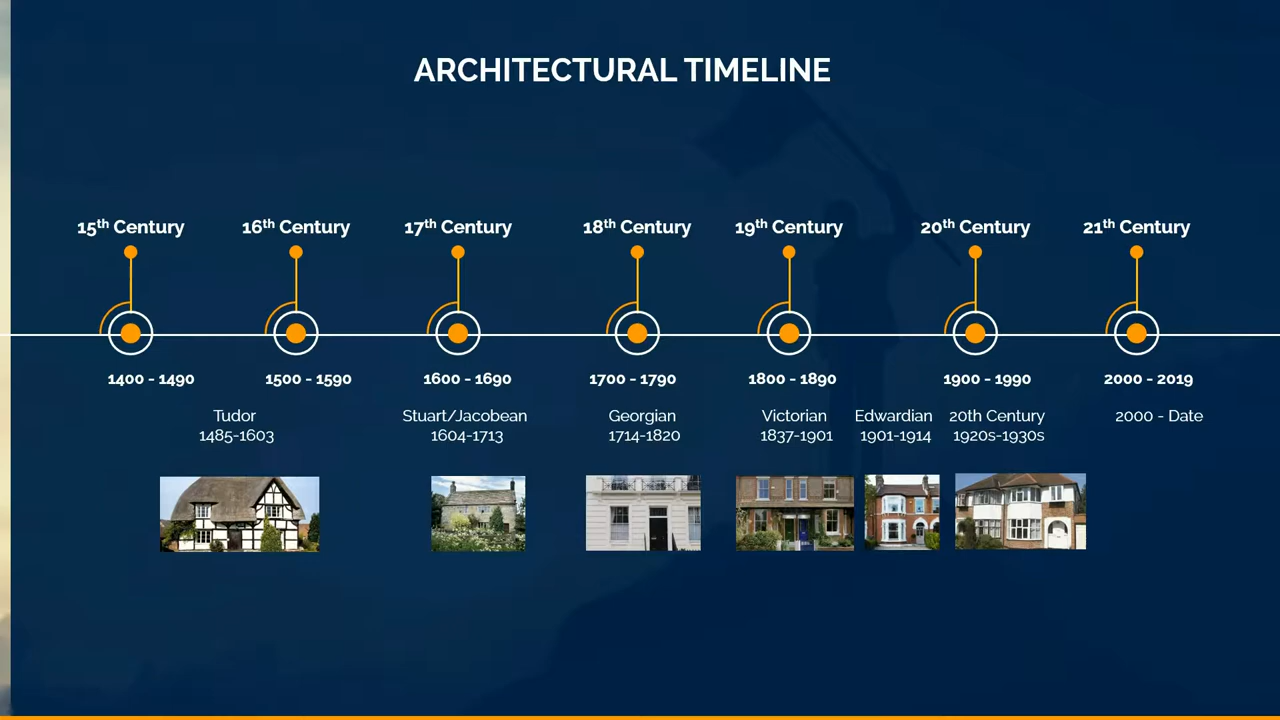 ARCHITECTURAL TIMELINE
15th Century
16th Century
17th Century
18th Century
19th Century
20th Century
21th Century
1400 - 1490
1500 - 1590
1600 - 1690
1700 - 1790
1800 - 1890
1900 - 1990
2000 - 2019
Tudor
1485-1603
Stuart/Jacobean
1604-1713
Georgian
1714-1820
Victorian
1837-1901
Edwardian
1901-1914
20th Century
1920s-1930s
2000 - Date